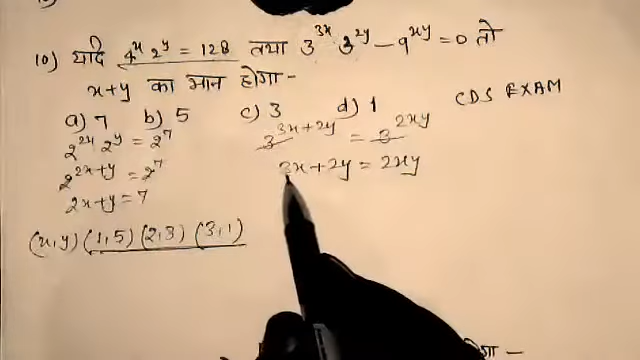 10) यदि 4^x 2^y = 128 तथा 3^3x 3^2y - 9^xy = 0 तो
x+y का मान होगा -
a) 7 b) 5 c) 3 d) 1 CDS EXAM
2^2x 2^y = 2^7 3^3x+2y = 3^2xy
2^2x+y = 2^7 3x+2y = 2xy
2x+y = 7
(x,y) (1,5) (2,3) (3,1)
होगा -